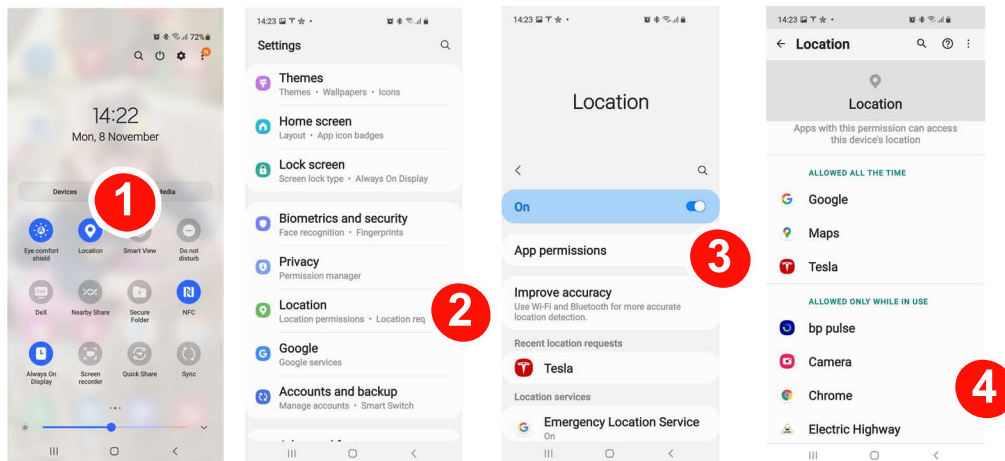 72%
N
14:22
Mon, 8 November
Devices
edia
1
Eye comfort
shield
Location
Smart View
Do not
disturb
DeX
Nearby Share
Secure
Folder
NFC
Always On
Display
Screen
recorder
Quick Share
Sync
14:23
Settings
Themes
Themes • Wallpapers • Icons
Home screen
Layout • App icon badges
Lock screen
Screen lock type • Always On Display
Biometrics and security
Face recognition • Fingerprints
Privacy
Permission manager
Location
Location permissions • Location req
2
Google
Google services
Accounts and backup
Manage accounts • Smart Switch
14:23
Location
On
App permissions
3
Improve accuracy
Use Wi-Fi and Bluetooth for more accurate
location detection.
Recent location requests
Tesla
Location services
Emergency Location Service
On
14:23
Location
Location
Apps with this permission can access
this device's location
ALLOWED ALL THE TIME
Google
Maps
Tesla
ALLOWED ONLY WHILE IN USE
bp pulse
Camera
Chrome
4
Electric Highway